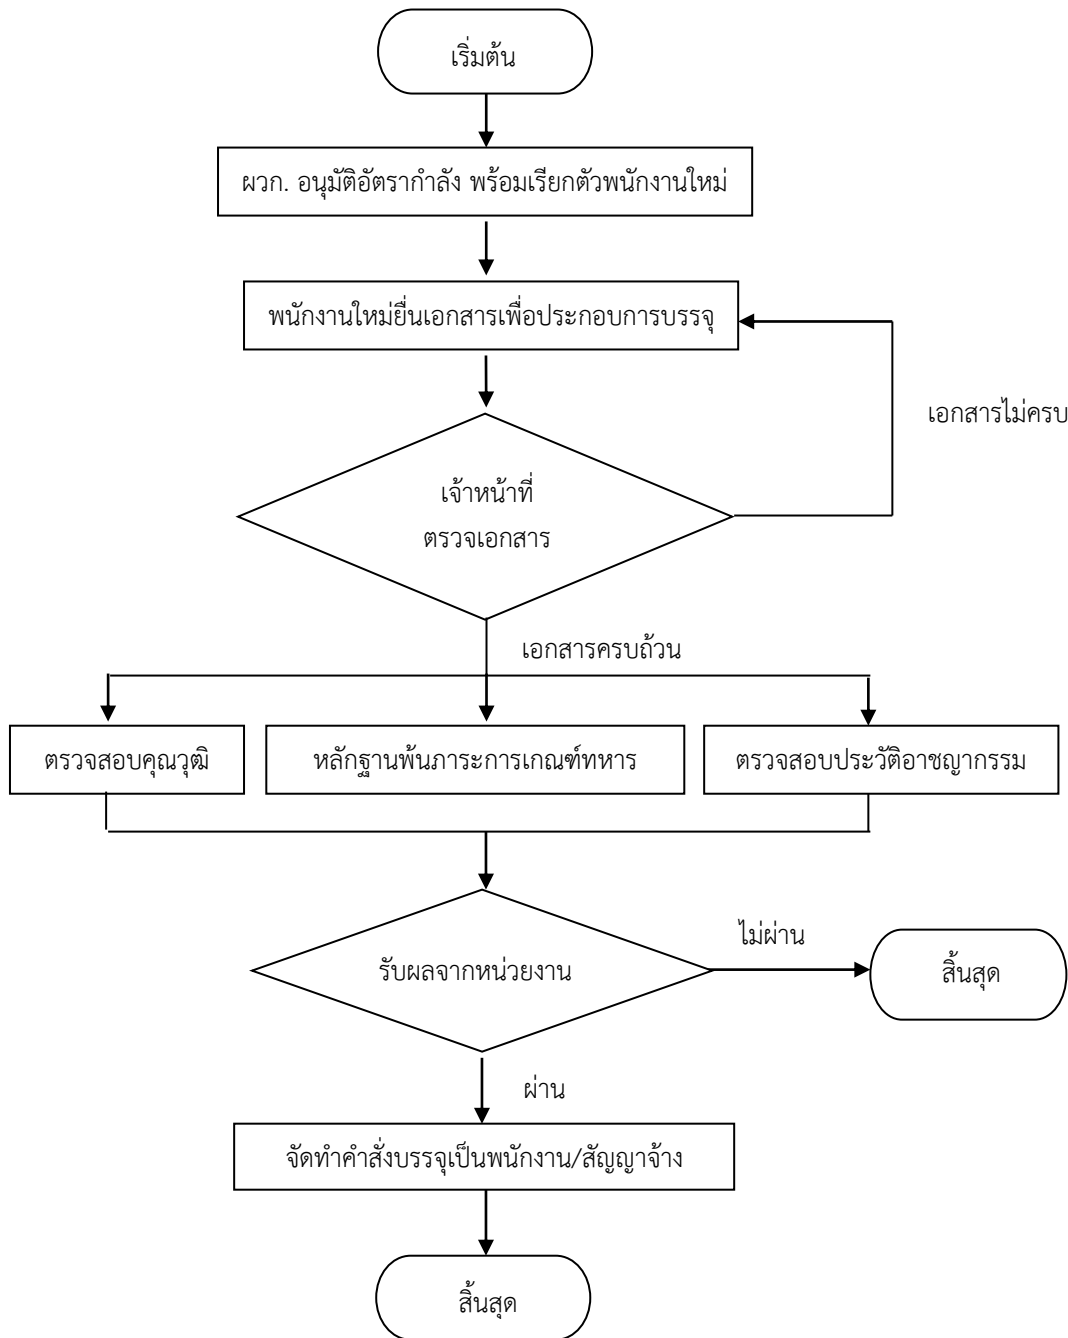 เริ่มต้น
ผวก. อนุมัติอัตรากำลัง พร้อมเรียกตัวพนักงานใหม่
พนักงานใหม่ยื่นเอกสารเพื่อประกอบการบรรจุ
เอกสารไม่ครบ
เจ้าหน้าที่
ตรวจเอกสาร
เอกสารครบถ้วน
ตรวจสอบคุณวุฒิ
หลักฐานพ้นภาระการเกณฑ์ทหาร
ตรวจสอบประวัติอาชญากรรม
ไม่ผ่าน
รับผลจากหน่วยงาน
สิ้นสุด
ผ่าน
จัดทำคำสั่งบรรจุเป็นพนักงาน/สัญญาจ้าง
สิ้นสุด